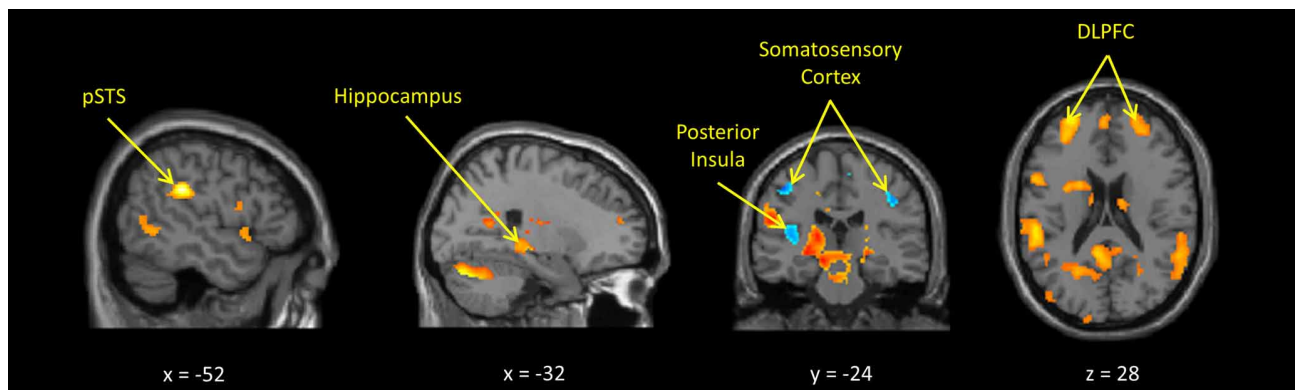 pSTS
Hippocampus
Posterior
Insula
Somatosensory
Cortex
DLPFC
x = -52
x = -32
y = -24
z = 28